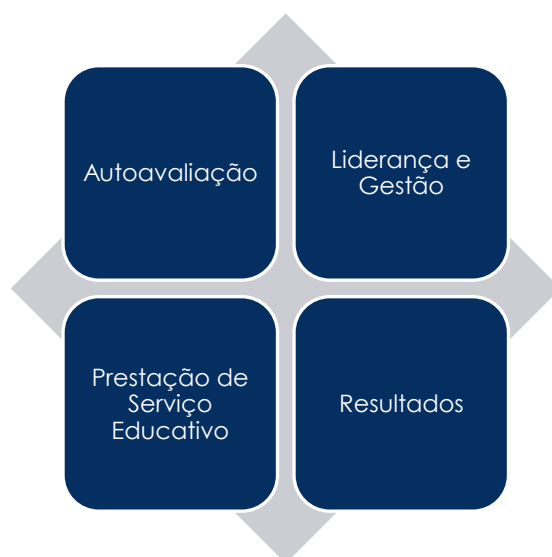 Autoavaliação
Liderança e
Gestão
Prestação de
Serviço
Educativo
Resultados